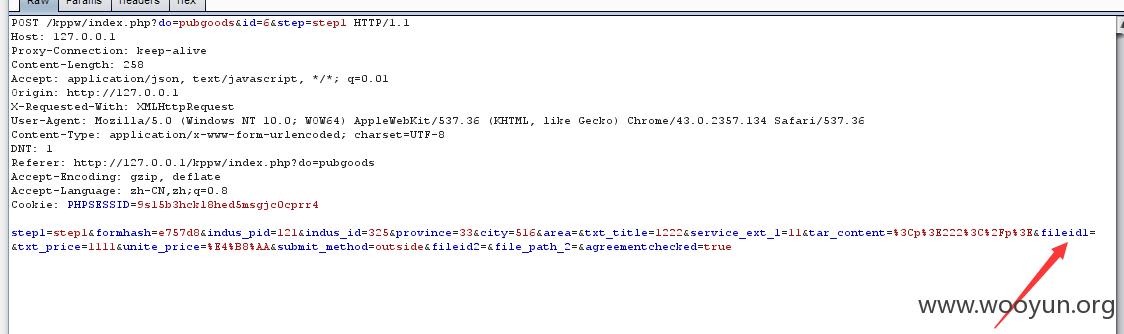 Raw Params Headers Hex
POST /kppw/index.php?do=pubgoods&id=6&step=step1 HTTP/1.1
Host: 127.0.0.1
Proxy-Connection: keep-alive
Content-Length: 258
Accept: application/json, text/javascript, */*; q=0.01
Origin: http://127.0.0.1
X-Requested-With: XMLHttpRequest
User-Agent: Mozilla/5.0 (Windows NT 10.0; WOW64) AppleWebKit/537.36 (KHTML, like Gecko) Chrome/43.0.2357.134 Safari/537.36
Content-Type: application/x-www-form-urlencoded; charset=UTF-8
DNT: 1
Referer: http://127.0.0.1/kppw/index.php?do=pubgoods
Accept-Encoding: gzip, deflate
Accept-Language: zh-CN,zh;q=0.8
Cookie: PHPSESSID=9sl5b3hckl8hed5msgjc0cprr4
step1=step1&formhash=e757d8&indus_pid=121&indus_id=325&province=33&city=516&area=&txt_title=1222&service_ext_1=11&tar_content=%3Cp%3E222%3C%2Fp%3E&fileid1=
&txt_price=1111&unite_price=%E4%B8%AA&submit_method=outside&fileid2=&file_path_2=&agreementchecked=true
www.wooyun.org